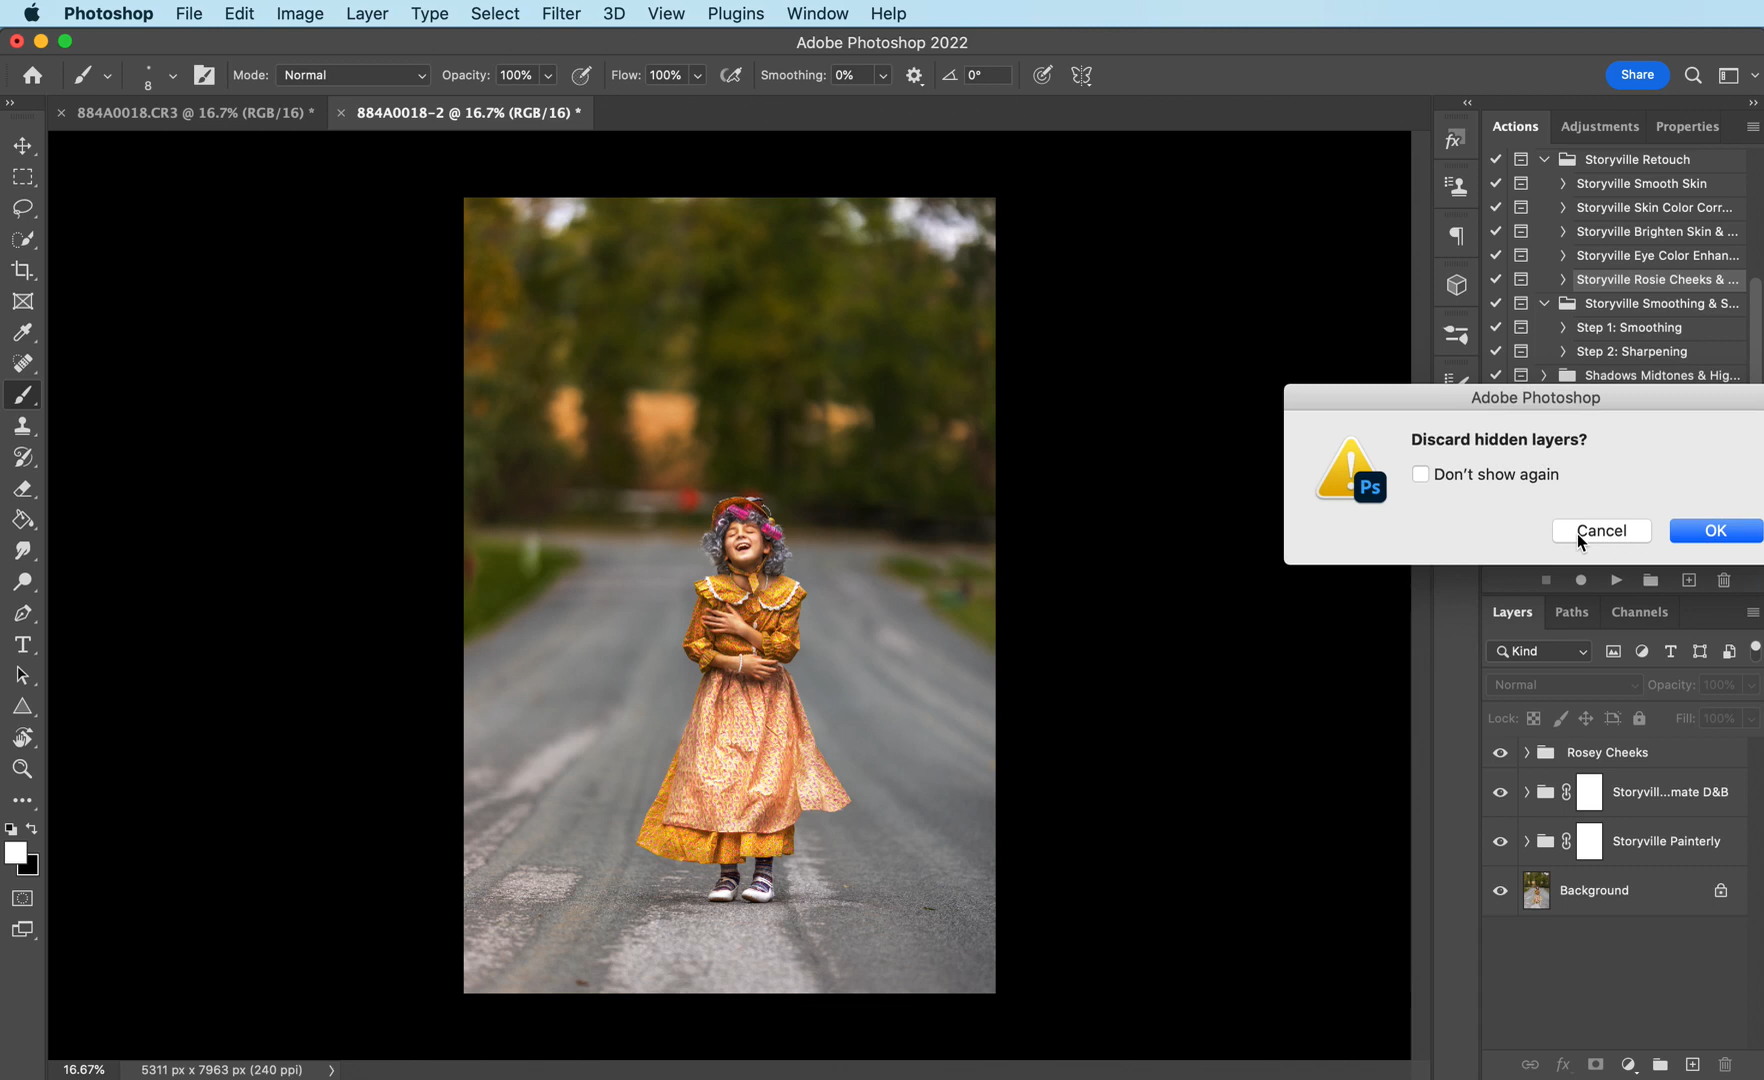 Photoshop File Edit Image Layer Type Select Filter 3D View Plugins Window Help
Adobe Photoshop 2022
8 Mode: Normal Opacity: 100% Flow: 100% Smoothing: 0% 0° Share
884A0018.CR3 @ 16.7% (RGB/16) * 884A0018-2 @ 16.7% (RGB/16) *
Actions Adjustments Properties
Storyville Retouch
Storyville Smooth Skin
Storyville Skin Color Corr...
Storyville Brighten Skin & ...
Storyville Eye Color Enhan...
Storyville Rosie Cheeks & ...
Storyville Smoothing & S...
Step 1: Smoothing
Step 2: Sharpening
Shadows Midtones & Hig...
Adobe Photoshop
Discard hidden layers?
Don't show again
Ps
Cancel OK
Layers Paths Channels
Kind
Normal Opacity: 100%
Lock: Fill: 100%
Rosey Cheeks
Storyvill...mate D&B
Storyville Painterly
Background
16.67% 5311 px x 7963 px (240 ppi)